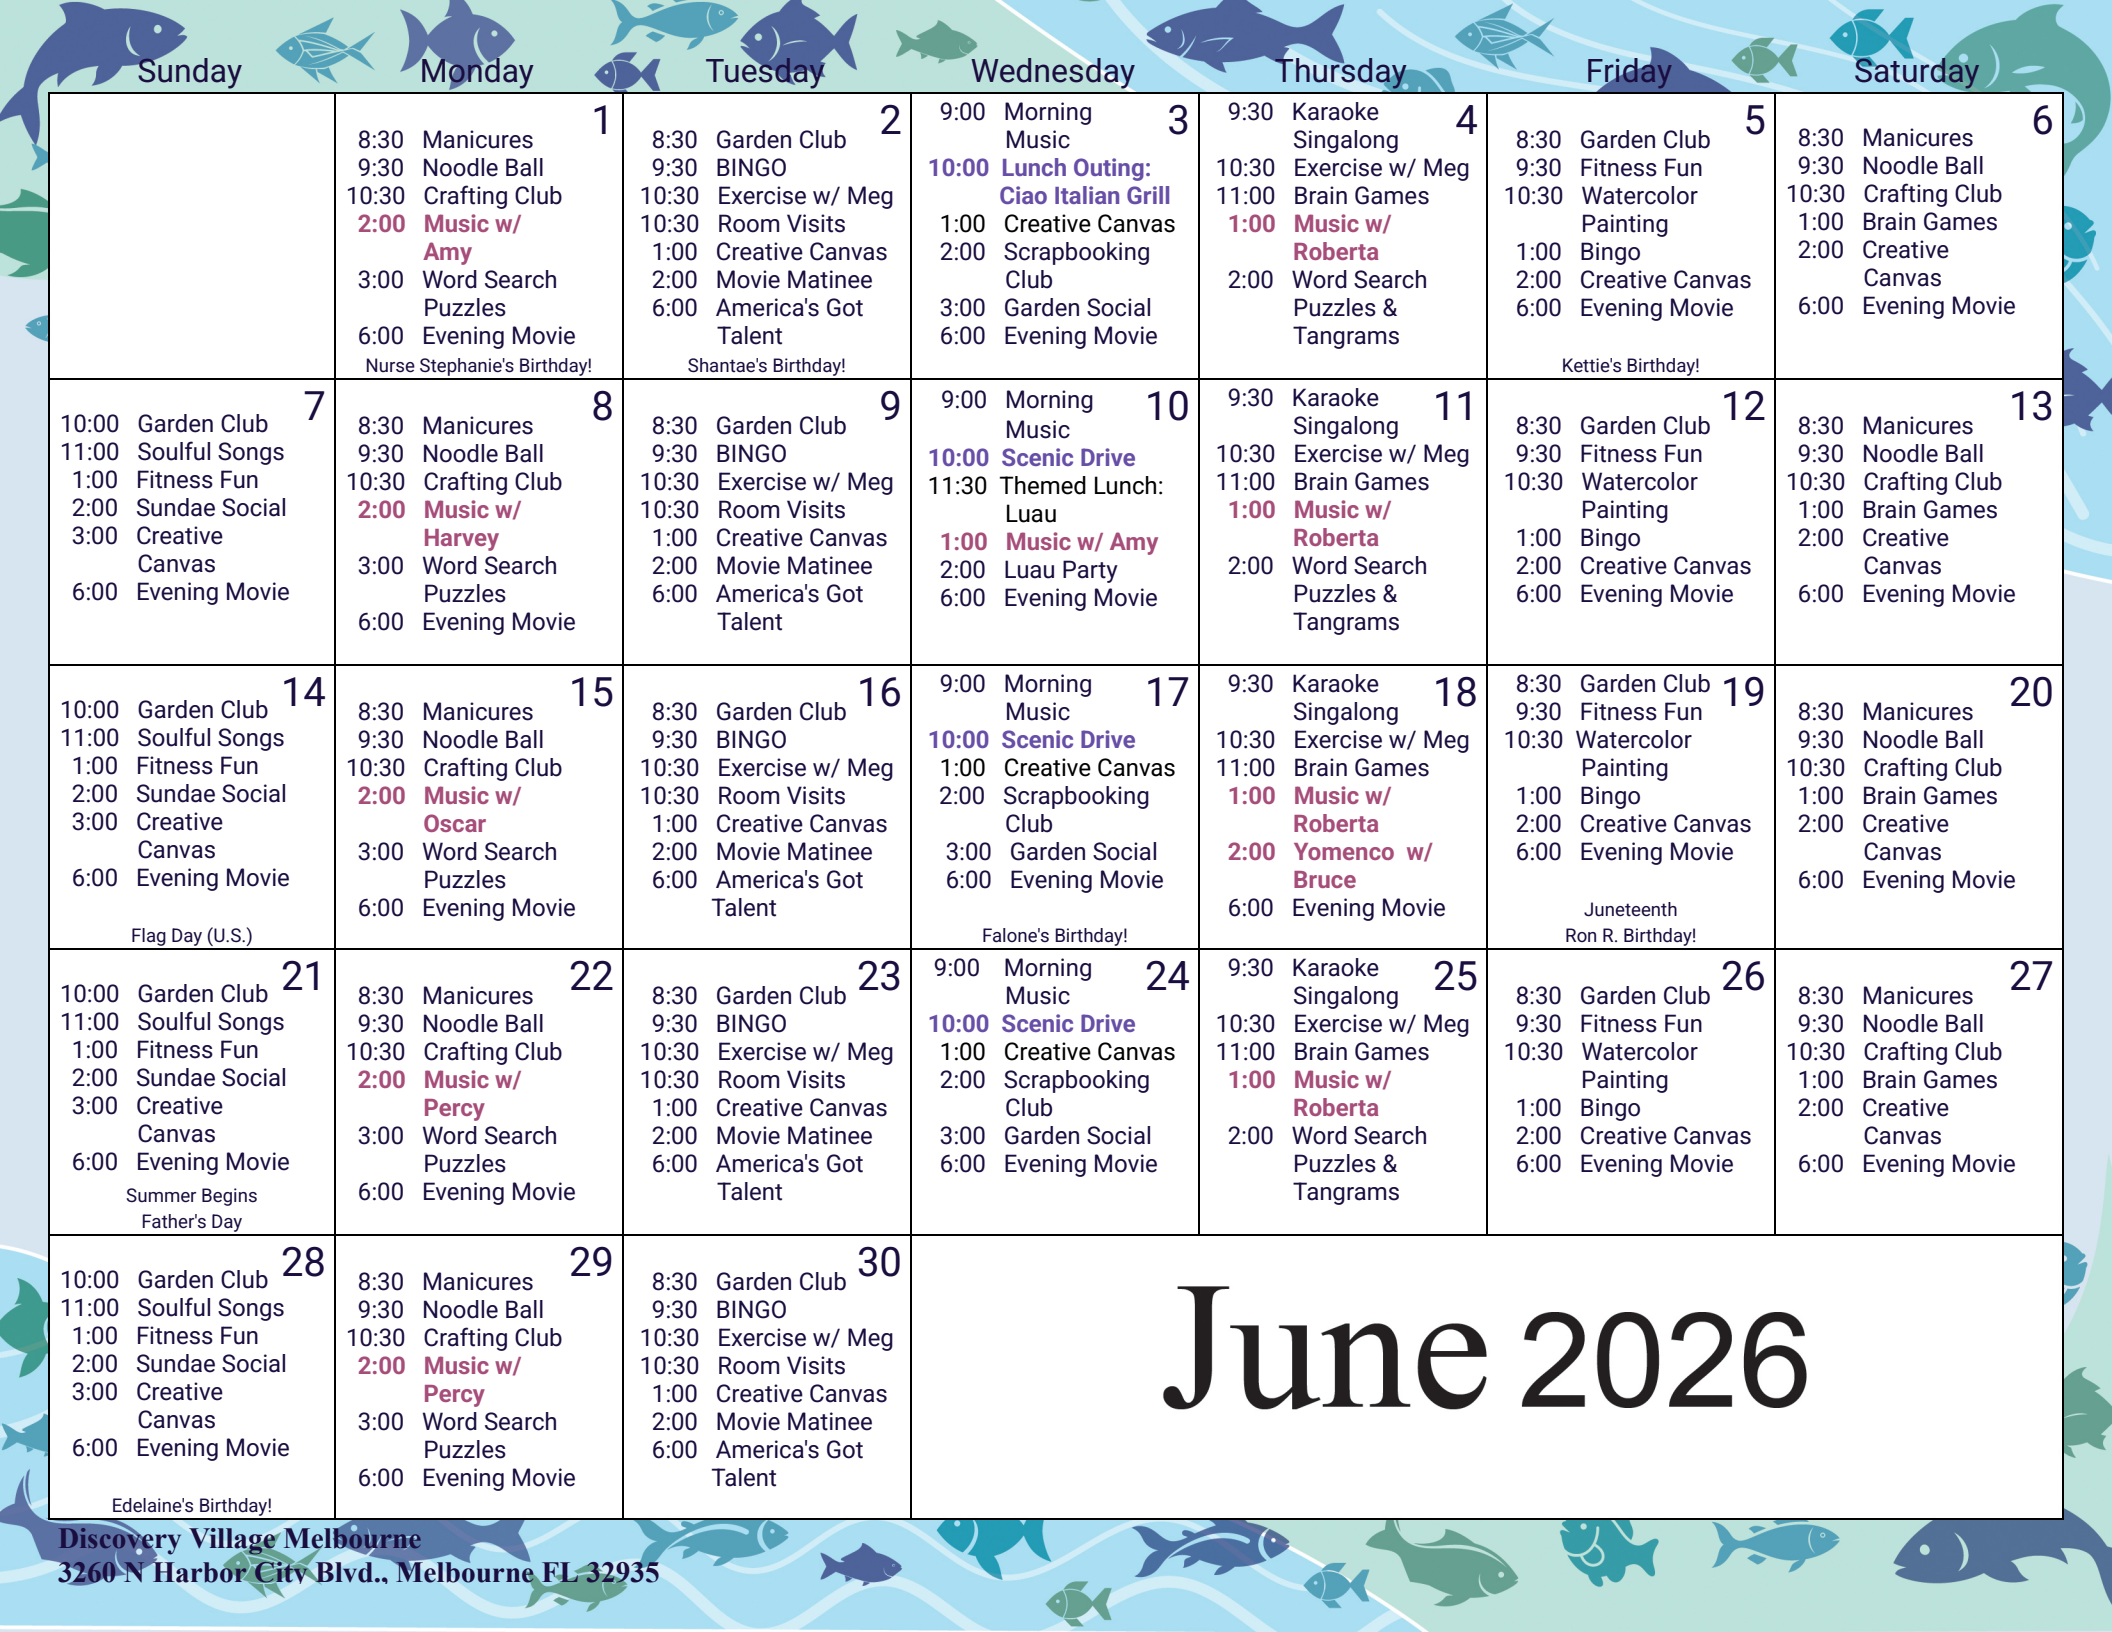 Sunday Monday Tuesday Wednesday Thursday Friday Saturday
1
8:30 Manicures
9:30 Noodle Ball
10:30 Crafting Club
2:00 Music w/
Amy
3:00 Word Search
Puzzles
6:00 Evening Movie
Nurse Stephanie's Birthday!
2
8:30 Garden Club
9:30 BINGO
10:30 Exercise w/ Meg
10:30 Room Visits
1:00 Creative Canvas
2:00 Movie Matinee
6:00 America's Got
Talent
Shantae's Birthday!
3
9:00 Morning
Music
10:00 Lunch Outing:
Ciao Italian Grill
1:00 Creative Canvas
2:00 Scrapbooking
Club
3:00 Garden Social
6:00 Evening Movie
4
9:30 Karaoke
Singalong
10:30 Exercise w/ Meg
11:00 Brain Games
1:00 Music w/
Roberta
2:00 Word Search
Puzzles &
Tangrams
5
8:30 Garden Club
9:30 Fitness Fun
10:30 Watercolor
Painting
1:00 Bingo
2:00 Creative Canvas
6:00 Evening Movie
Kettie's Birthday!
6
8:30 Manicures
9:30 Noodle Ball
10:30 Crafting Club
1:00 Brain Games
2:00 Creative
Canvas
6:00 Evening Movie
7
10:00 Garden Club
11:00 Soulful Songs
1:00 Fitness Fun
2:00 Sundae Social
3:00 Creative
Canvas
6:00 Evening Movie
8
8:30 Manicures
9:30 Noodle Ball
10:30 Crafting Club
2:00 Music w/
Harvey
3:00 Word Search
Puzzles
6:00 Evening Movie
9
8:30 Garden Club
9:30 BINGO
10:30 Exercise w/ Meg
10:30 Room Visits
1:00 Creative Canvas
2:00 Movie Matinee
6:00 America's Got
Talent
10
9:00 Morning
Music
10:00 Scenic Drive
11:30 Themed Lunch:
Luau
1:00 Music w/ Amy
2:00 Luau Party
6:00 Evening Movie
11
9:30 Karaoke
Singalong
10:30 Exercise w/ Meg
11:00 Brain Games
1:00 Music w/
Roberta
2:00 Word Search
Puzzles &
Tangrams
12
8:30 Garden Club
9:30 Fitness Fun
10:30 Watercolor
Painting
1:00 Bingo
2:00 Creative Canvas
6:00 Evening Movie
13
8:30 Manicures
9:30 Noodle Ball
10:30 Crafting Club
1:00 Brain Games
2:00 Creative
Canvas
6:00 Evening Movie
14
10:00 Garden Club
11:00 Soulful Songs
1:00 Fitness Fun
2:00 Sundae Social
3:00 Creative
Canvas
6:00 Evening Movie
Flag Day (U.S.)
15
8:30 Manicures
9:30 Noodle Ball
10:30 Crafting Club
2:00 Music w/
Oscar
3:00 Word Search
Puzzles
6:00 Evening Movie
16
8:30 Garden Club
9:30 BINGO
10:30 Exercise w/ Meg
10:30 Room Visits
1:00 Creative Canvas
2:00 Movie Matinee
6:00 America's Got
Talent
17
9:00 Morning
Music
10:00 Scenic Drive
1:00 Creative Canvas
2:00 Scrapbooking
Club
3:00 Garden Social
6:00 Evening Movie
Falone's Birthday!
18
9:30 Karaoke
Singalong
10:30 Exercise w/ Meg
11:00 Brain Games
1:00 Music w/
Roberta
2:00 Yomenco w/
Bruce
6:00 Evening Movie
19
8:30 Garden Club
9:30 Fitness Fun
10:30 Watercolor
Painting
1:00 Bingo
2:00 Creative Canvas
6:00 Evening Movie
Juneteenth
Ron R. Birthday!
20
8:30 Manicures
9:30 Noodle Ball
10:30 Crafting Club
1:00 Brain Games
2:00 Creative
Canvas
6:00 Evening Movie
21
10:00 Garden Club
11:00 Soulful Songs
1:00 Fitness Fun
2:00 Sundae Social
3:00 Creative
Canvas
6:00 Evening Movie
Summer Begins
Father's Day
22
8:30 Manicures
9:30 Noodle Ball
10:30 Crafting Club
2:00 Music w/
Percy
3:00 Word Search
Puzzles
6:00 Evening Movie
23
8:30 Garden Club
9:30 BINGO
10:30 Exercise w/ Meg
10:30 Room Visits
1:00 Creative Canvas
2:00 Movie Matinee
6:00 America's Got
Talent
24
9:00 Morning
Music
10:00 Scenic Drive
1:00 Creative Canvas
2:00 Scrapbooking
Club
3:00 Garden Social
6:00 Evening Movie
25
9:30 Karaoke
Singalong
10:30 Exercise w/ Meg
11:00 Brain Games
1:00 Music w/
Roberta
2:00 Word Search
Puzzles &
Tangrams
26
8:30 Garden Club
9:30 Fitness Fun
10:30 Watercolor
Painting
1:00 Bingo
2:00 Creative Canvas
6:00 Evening Movie
27
8:30 Manicures
9:30 Noodle Ball
10:30 Crafting Club
1:00 Brain Games
2:00 Creative
Canvas
6:00 Evening Movie
28
10:00 Garden Club
11:00 Soulful Songs
1:00 Fitness Fun
2:00 Sundae Social
3:00 Creative
Canvas
6:00 Evening Movie
Edelaine's Birthday!
29
8:30 Manicures
9:30 Noodle Ball
10:30 Crafting Club
2:00 Music w/
Percy
3:00 Word Search
Puzzles
6:00 Evening Movie
30
8:30 Garden Club
9:30 BINGO
10:30 Exercise w/ Meg
10:30 Room Visits
1:00 Creative Canvas
2:00 Movie Matinee
6:00 America's Got
Talent
June 2026
Discovery Village Melbourne
3260 N Harbor City Blvd., Melbourne FL 32935